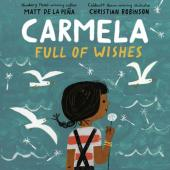 Newbery Medal–winning author
Caldecott Honor–winning illustrator
MATT DE LA PEÑA
CHRISTIAN ROBINSON
CARMELA
FULL OF WISHES